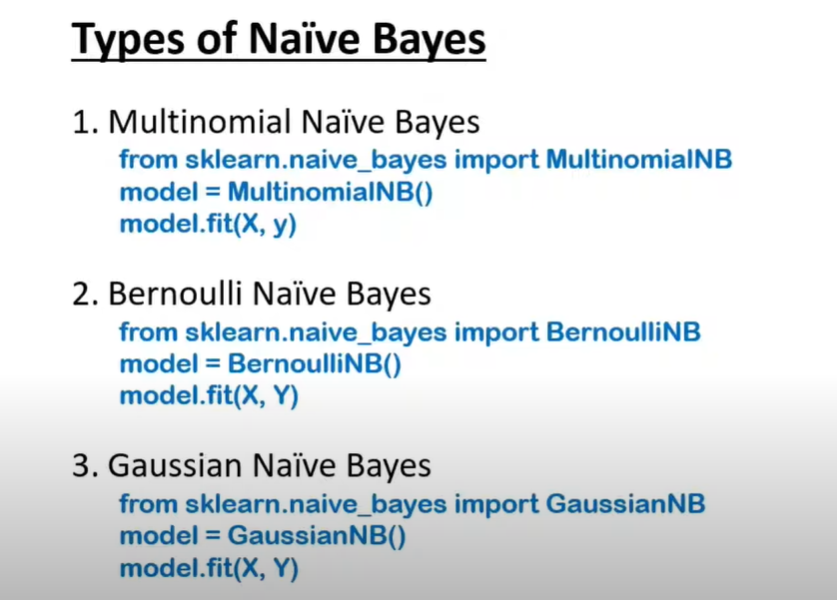 Types of Naïve Bayes
1. Multinomial Naïve Bayes
from sklearn.naive_bayes import MultinomialNB
model = MultinomialNB()
model.fit(X, y)
2. Bernoulli Naïve Bayes
from sklearn.naive_bayes import BernoulliNB
model = BernoulliNB()
model.fit(X, Y)
3. Gaussian Naïve Bayes
from sklearn.naive_bayes import GaussianNB
model = GaussianNB()
model.fit(X, Y)